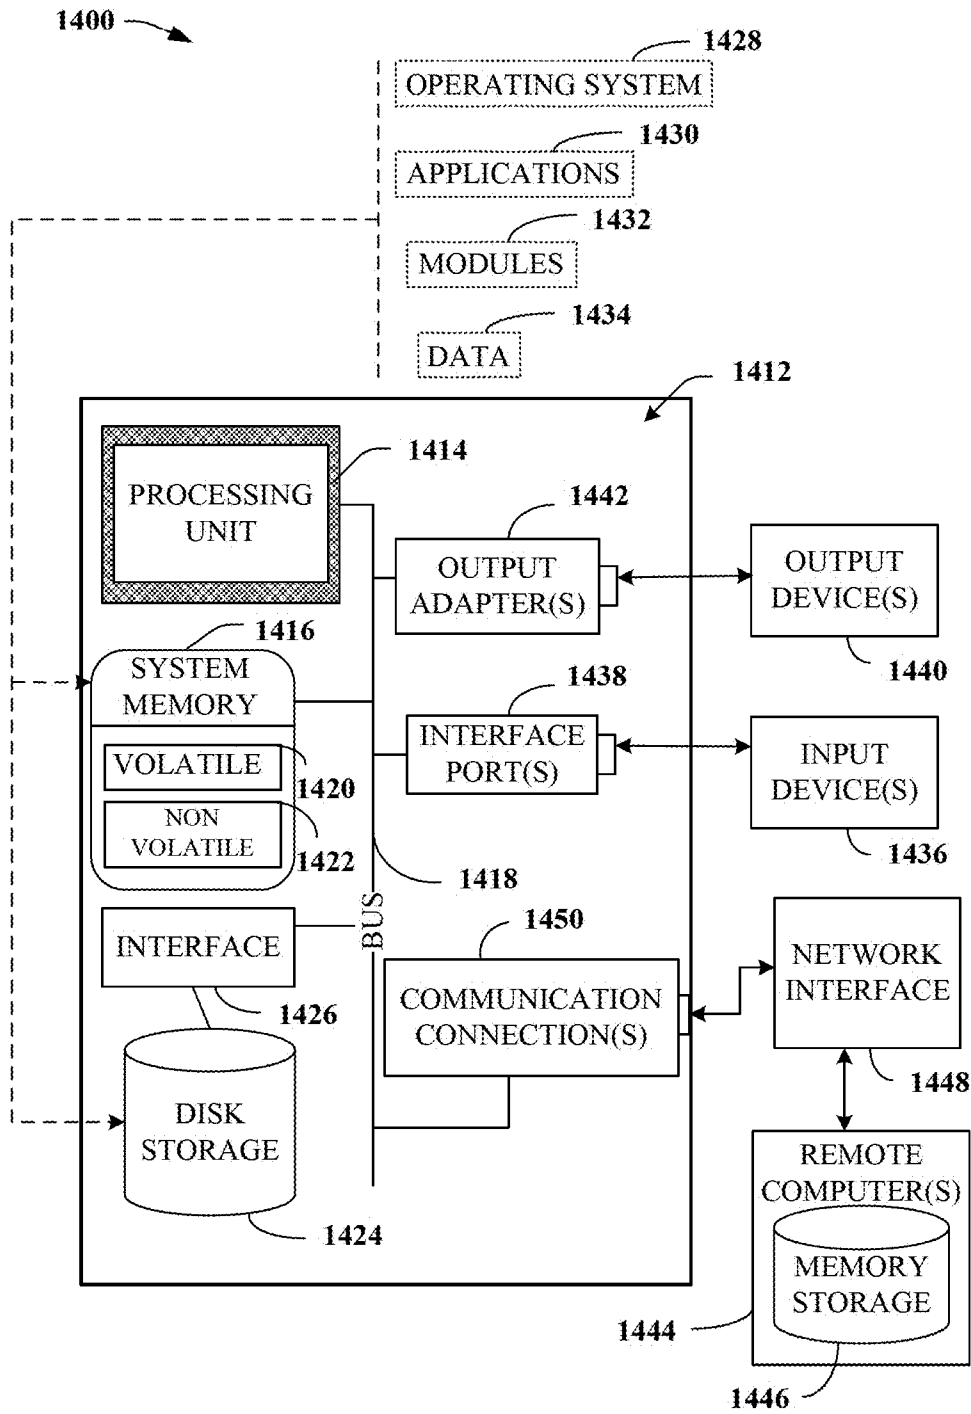 1400
1428
OPERATING SYSTEM
1430
APPLICATIONS
1432
MODULES
1434
DATA
1412
1414
PROCESSING
UNIT
1442
OUTPUT
ADAPTER(S)
OUTPUT
DEVICE(S)
1440
1416
SYSTEM
MEMORY
VOLATILE
1420
NON
VOLATILE
1422
1438
INTERFACE
PORT(S)
INPUT
DEVICE(S)
1436
1418
BUS
INTERFACE
1426
1450
COMMUNICATION
CONNECTION(S)
NETWORK
INTERFACE
1448
DISK
STORAGE
1424
REMOTE
COMPUTER(S)
MEMORY
STORAGE
1444
1446